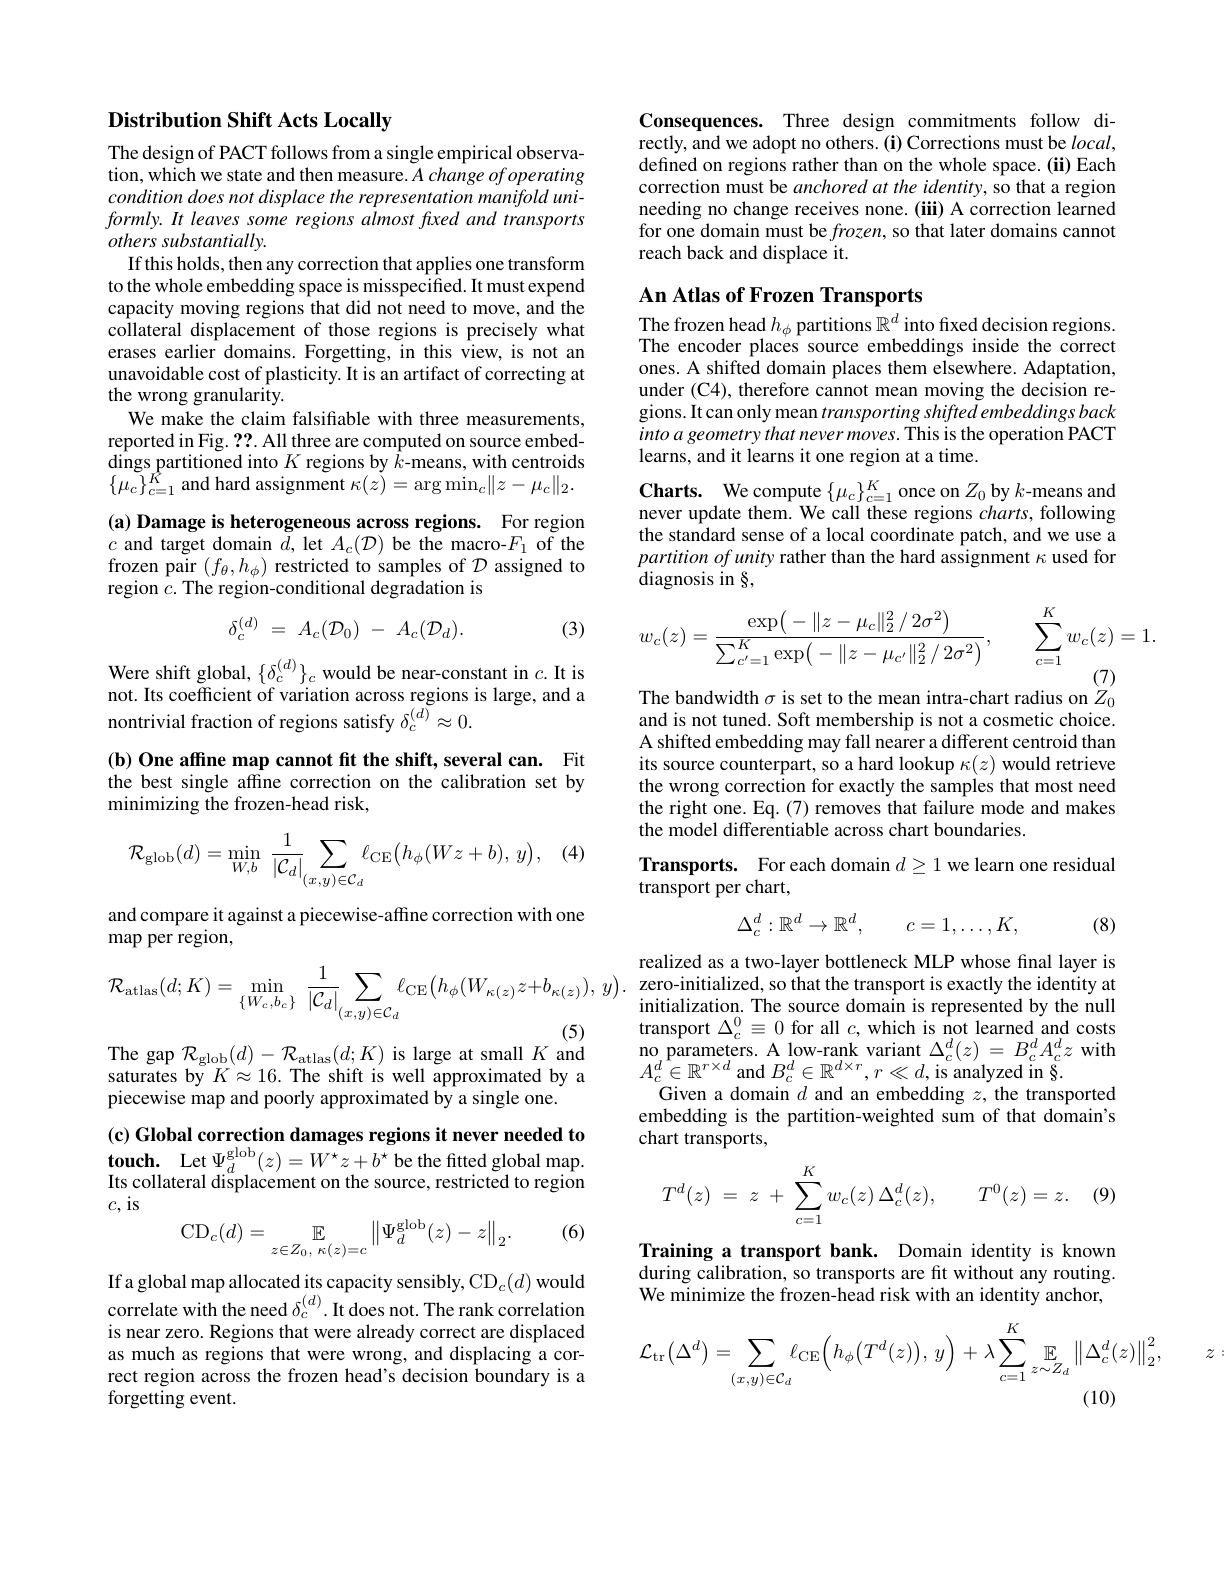 Distribution Shift Acts Locally
The design of PACT follows from a single empirical observa-
tion, which we state and then measure. A change of operating
condition does not displace the representation manifold uni-
formly. It leaves some regions almost fixed and transports
others substantially.
If this holds, then any correction that applies one transform
to the whole embedding space is misspecified. It must expend
capacity moving regions that did not need to move, and the
collateral displacement of those regions is precisely what
erases earlier domains. Forgetting, in this view, is not an
unavoidable cost of plasticity. It is an artifact of correcting at
the wrong granularity.
We make the claim falsifiable with three measurements,
reported in Fig. ??. All three are computed on source embed-
dings partitioned into K regions by k-means, with centroids
{μ_c}_{c=1}^K and hard assignment κ(z) = arg min_c‖z − μ_c‖_2.
(a) Damage is heterogeneous across regions. For region
c and target domain d, let A_c(𝒟) be the macro-F_1 of the
frozen pair (f_θ, h_ϕ) restricted to samples of 𝒟 assigned to
region c. The region-conditional degradation is
δ_c^{(d)} = A_c(𝒟_0) − A_c(𝒟_d). (3)
Were shift global, {δ_c^{(d)}}_c would be near-constant in c. It is
not. Its coefficient of variation across regions is large, and a
nontrivial fraction of regions satisfy δ_c^{(d)} ≈ 0.
(b) One affine map cannot fit the shift, several can. Fit
the best single affine correction on the calibration set by
minimizing the frozen-head risk,
ℛ_glob(d) = min_{W,b} 1/|𝒞_d| ∑_{(x,y)∈𝒞_d} ℓ_CE(h_ϕ(Wz + b), y), (4)
and compare it against a piecewise-affine correction with one
map per region,
ℛ_atlas(d; K) = min_{{W_c,b_c}} 1/|𝒞_d| ∑_{(x,y)∈𝒞_d} ℓ_CE(h_ϕ(W_{κ(z)}z+b_{κ(z)}), y).
(5)
The gap ℛ_glob(d) − ℛ_atlas(d; K) is large at small K and
saturates by K ≈ 16. The shift is well approximated by a
piecewise map and poorly approximated by a single one.
(c) Global correction damages regions it never needed to
touch. Let Ψ_d^glob(z) = W^⋆z + b^⋆ be the fitted global map.
Its collateral displacement on the source, restricted to region
c, is
CD_c(d) = 𝔼_{z∈Z_0, κ(z)=c} ‖Ψ_d^glob(z) − z‖_2. (6)
If a global map allocated its capacity sensibly, CD_c(d) would
correlate with the need δ_c^{(d)}. It does not. The rank correlation
is near zero. Regions that were already correct are displaced
as much as regions that were wrong, and displacing a cor-
rect region across the frozen head's decision boundary is a
forgetting event.
Consequences. Three design commitments follow di-
rectly, and we adopt no others. (i) Corrections must be local,
defined on regions rather than on the whole space. (ii) Each
correction must be anchored at the identity, so that a region
needing no change receives none. (iii) A correction learned
for one domain must be frozen, so that later domains cannot
reach back and displace it.
An Atlas of Frozen Transports
The frozen head h_ϕ partitions ℝ^d into fixed decision regions.
The encoder places source embeddings inside the correct
ones. A shifted domain places them elsewhere. Adaptation,
under (C4), therefore cannot mean moving the decision re-
gions. It can only mean transporting shifted embeddings back
into a geometry that never moves. This is the operation PACT
learns, and it learns it one region at a time.
Charts. We compute {μ_c}_{c=1}^K once on Z_0 by k-means and
never update them. We call these regions charts, following
the standard sense of a local coordinate patch, and we use a
partition of unity rather than the hard assignment κ used for
diagnosis in §,
w_c(z) = exp(− ‖z − μ_c‖_2^2 / 2σ^2) / ∑_{c′=1}^K exp(− ‖z − μ_{c′}‖_2^2 / 2σ^2), ∑_{c=1}^K w_c(z) = 1.
(7)
The bandwidth σ is set to the mean intra-chart radius on Z_0
and is not tuned. Soft membership is not a cosmetic choice.
A shifted embedding may fall nearer a different centroid than
its source counterpart, so a hard lookup κ(z) would retrieve
the wrong correction for exactly the samples that most need
the right one. Eq. (7) removes that failure mode and makes
the model differentiable across chart boundaries.
Transports. For each domain d ≥ 1 we learn one residual
transport per chart,
Δ_c^d : ℝ^d → ℝ^d, c = 1, . . . , K, (8)
realized as a two-layer bottleneck MLP whose final layer is
zero-initialized, so that the transport is exactly the identity at
initialization. The source domain is represented by the null
transport Δ_c^0 ≡ 0 for all c, which is not learned and costs
no parameters. A low-rank variant Δ_c^d(z) = B_c^d A_c^d z with
A_c^d ∈ ℝ^{r×d} and B_c^d ∈ ℝ^{d×r}, r ≪ d, is analyzed in §.
Given a domain d and an embedding z, the transported
embedding is the partition-weighted sum of that domain's
chart transports,
T^d(z) = z + ∑_{c=1}^K w_c(z) Δ_c^d(z), T^0(z) = z. (9)
Training a transport bank. Domain identity is known
during calibration, so transports are fit without any routing.
We minimize the frozen-head risk with an identity anchor,
ℒ_tr(Δ^d) = ∑_{(x,y)∈𝒞_d} ℓ_CE(h_ϕ(T^d(z)), y) + λ ∑_{c=1}^K 𝔼_{z∼Z_d} ‖Δ_c^d(z)‖_2^2, z
(10)